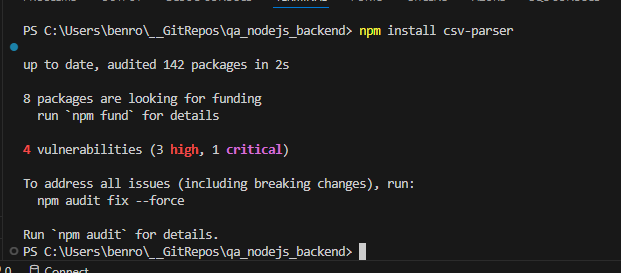 PS C:\Users\benro\__GitRepos\qa_nodejs_backend> npm install csv-parser
up to date, audited 142 packages in 2s
8 packages are looking for funding
run `npm fund` for details
4 vulnerabilities (3 high, 1 critical)
To address all issues (including breaking changes), run:
npm audit fix --force
Run `npm audit` for details.
PS C:\Users\benro\__GitRepos\qa_nodejs_backend>
0 Connect